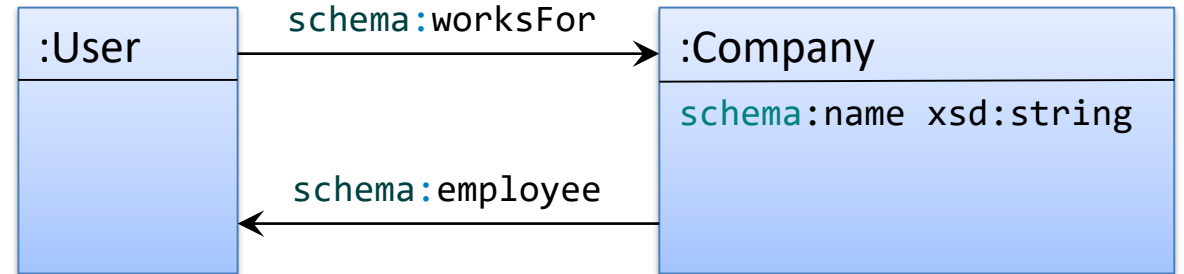 schema:worksFor
:User
:Company
schema:name xsd:string
schema:employee